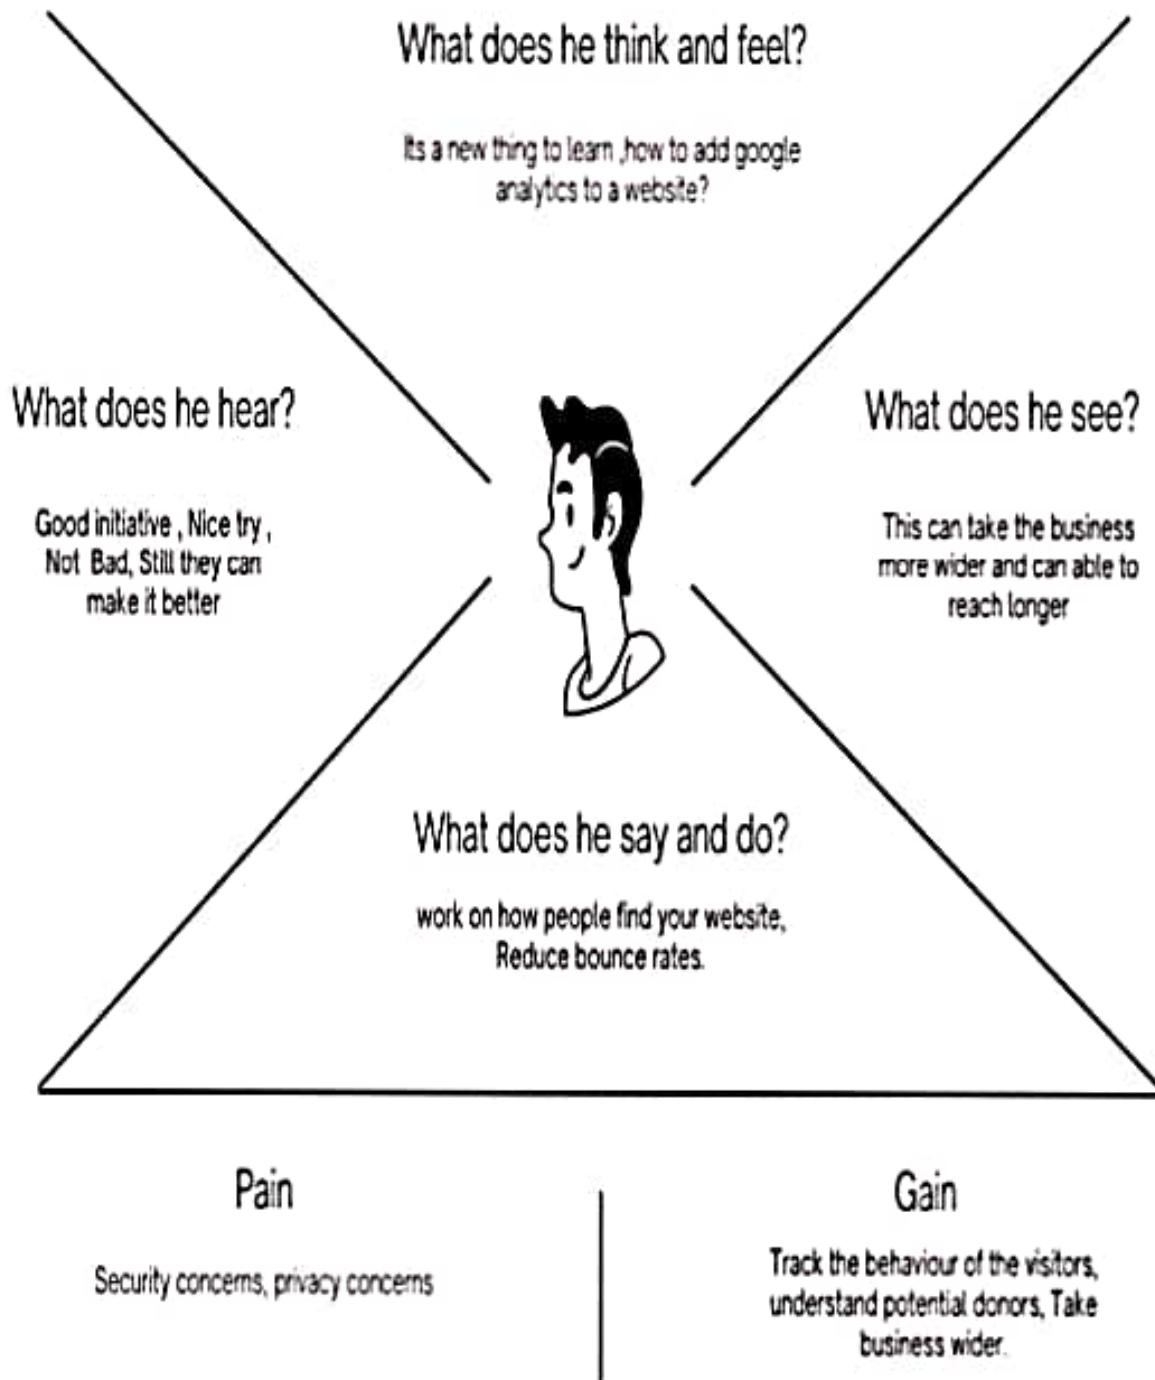 What does he think and feel?
Its a new thing to learn ,how to add google
analytics to a website?
What does he hear?
Good initiative , Nice try ,
Not Bad, Still they can
make it better
What does he see?
This can take the business
more wider and can able to
reach longer
What does he say and do?
work on how people find your website,
Reduce bounce rates.
Pain
Security concerns, privacy concerns
Gain
Track the behaviour of the visitors,
understand potential donors, Take
business wider.